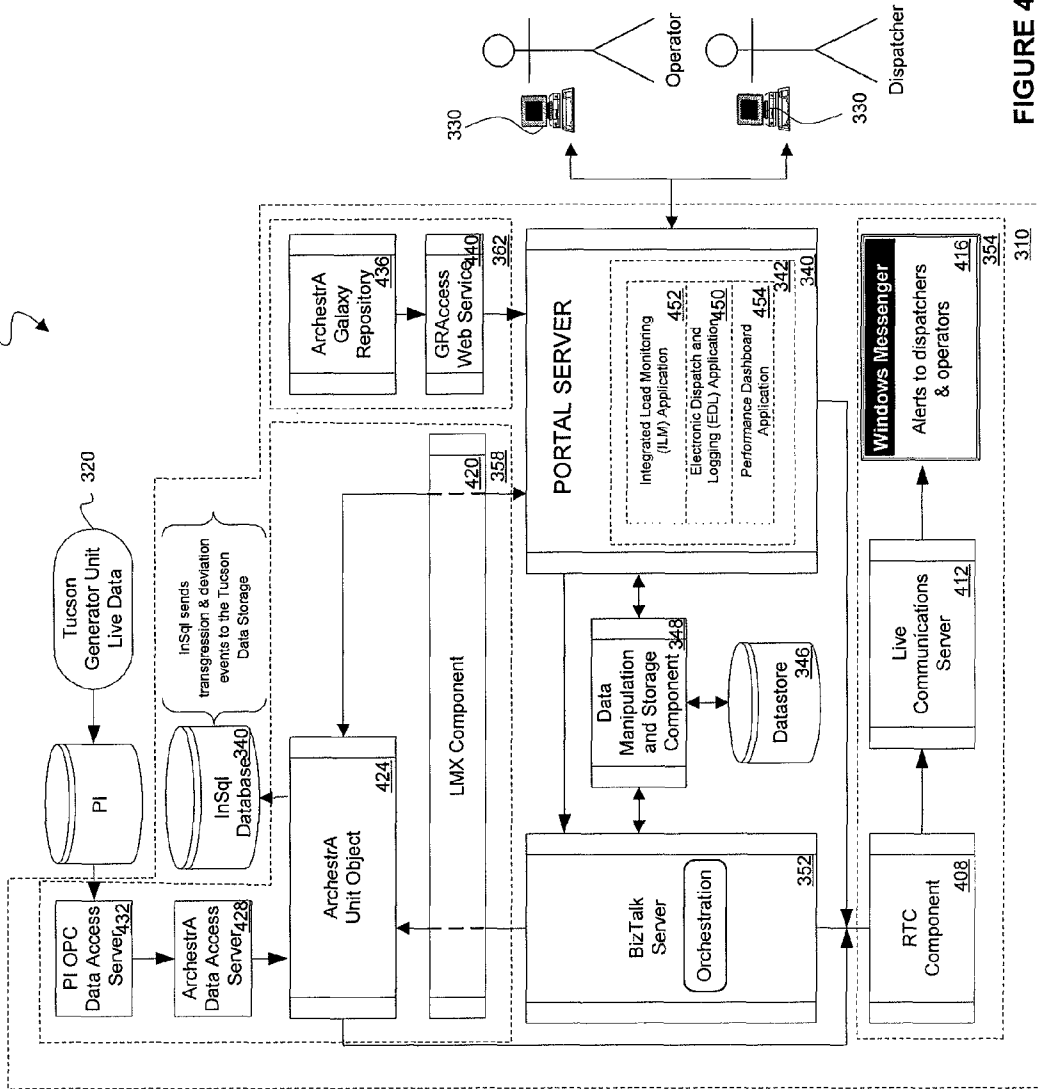 320
Tucson
Generator Unit
Live Data
PI
PI OPC
Data Access
Server
432
ArchestrA
Data Access
Server
428
InSql
Database
340
InSql sends
transgression & deviation
events to the Tucson
Data Storage
ArchestrA
Unit Object
424
LMX Component
420
358
ArchestrA
Galaxy
Repository
436
GRAccess
Web Service
440
362
BizTalk
Server
Orchestration
352
Data
Manipulation
and Storage
Component
348
Datastore
346
PORTAL SERVER
Integrated Load Monitoring
(ILM) Application
452
Electronic Dispatch and
Logging (EDL) Application
450
Performance Dashboard
Application
454
342
340
330
Operator
330
Dispatcher
RTC
Component
408
Live
Communications
Server
412
Windows Messenger
Alerts to dispatchers
& operators
416
354
310
FIGURE 4